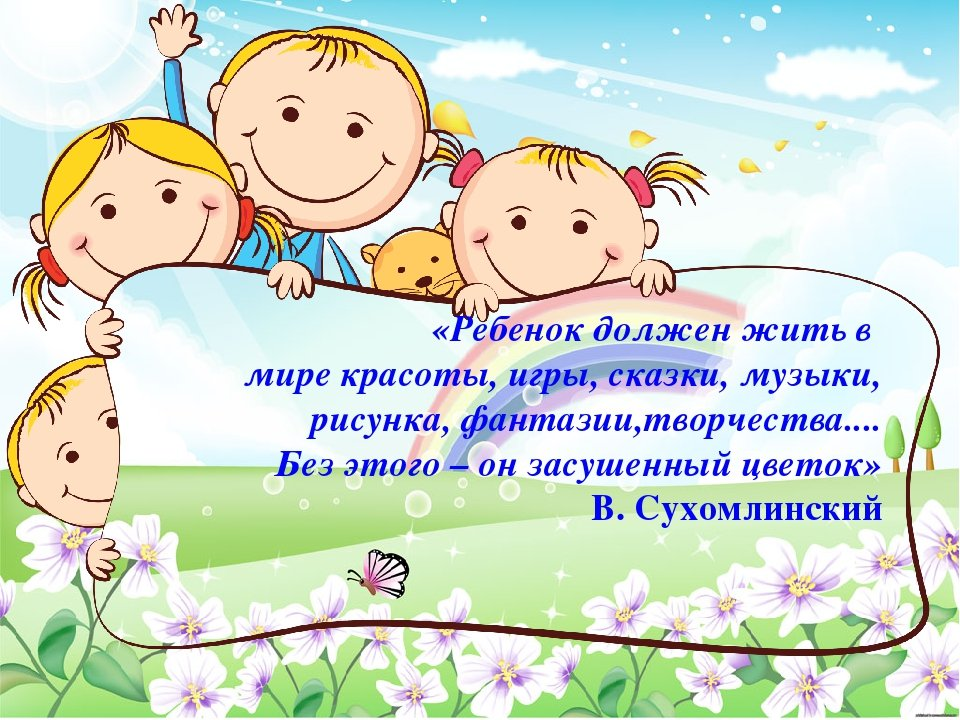 «Ребенок должен жить в
мире красоты, игры, сказки, музыки,
рисунка, фантазии,творчества....
Без этого – он засушенный цветок»
В. Сухомлинский